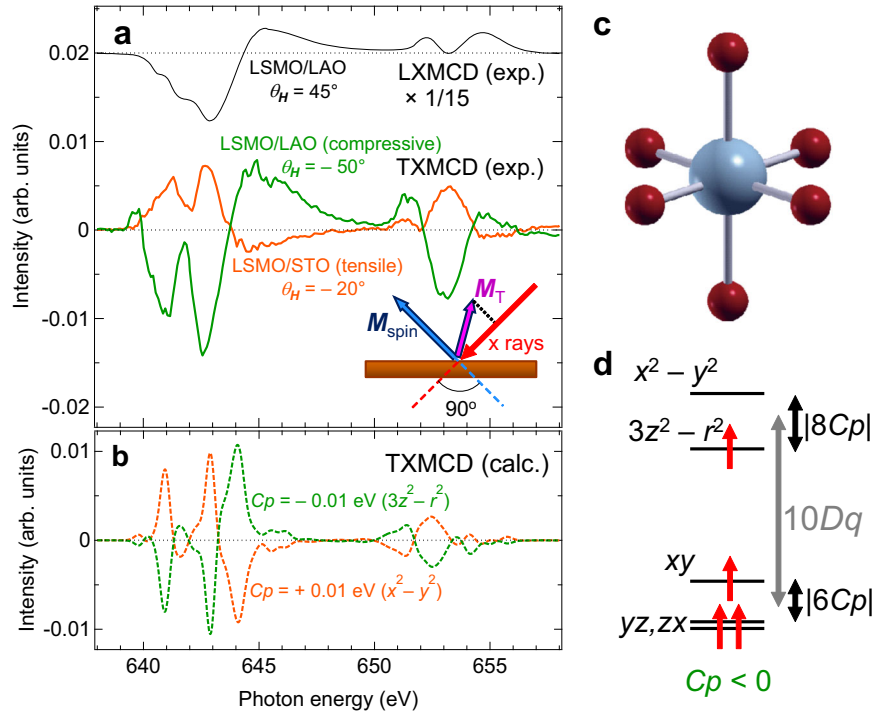 a
0.02
0.01
0
-0.01
-0.02
Intensity (arb. units)
LSMO/LAO
θH = 45°
LXMCD (exp.)
× 1/15
LSMO/LAO (compressive)
θH = − 50°
TXMCD (exp.)
LSMO/STO (tensile)
θH = − 20°
Mspin
MT
x rays
90°
b
0.01
0
-0.01
Intensity (arb. units)
TXMCD (calc.)
Cp = − 0.01 eV (3z² − r²)
Cp = + 0.01 eV (x² − y²)
640
645
650
655
Photon energy (eV)
c
d
x² − y²
|8Cp|
3z² − r²
10Dq
xy
|6Cp|
yz,zx
Cp < 0